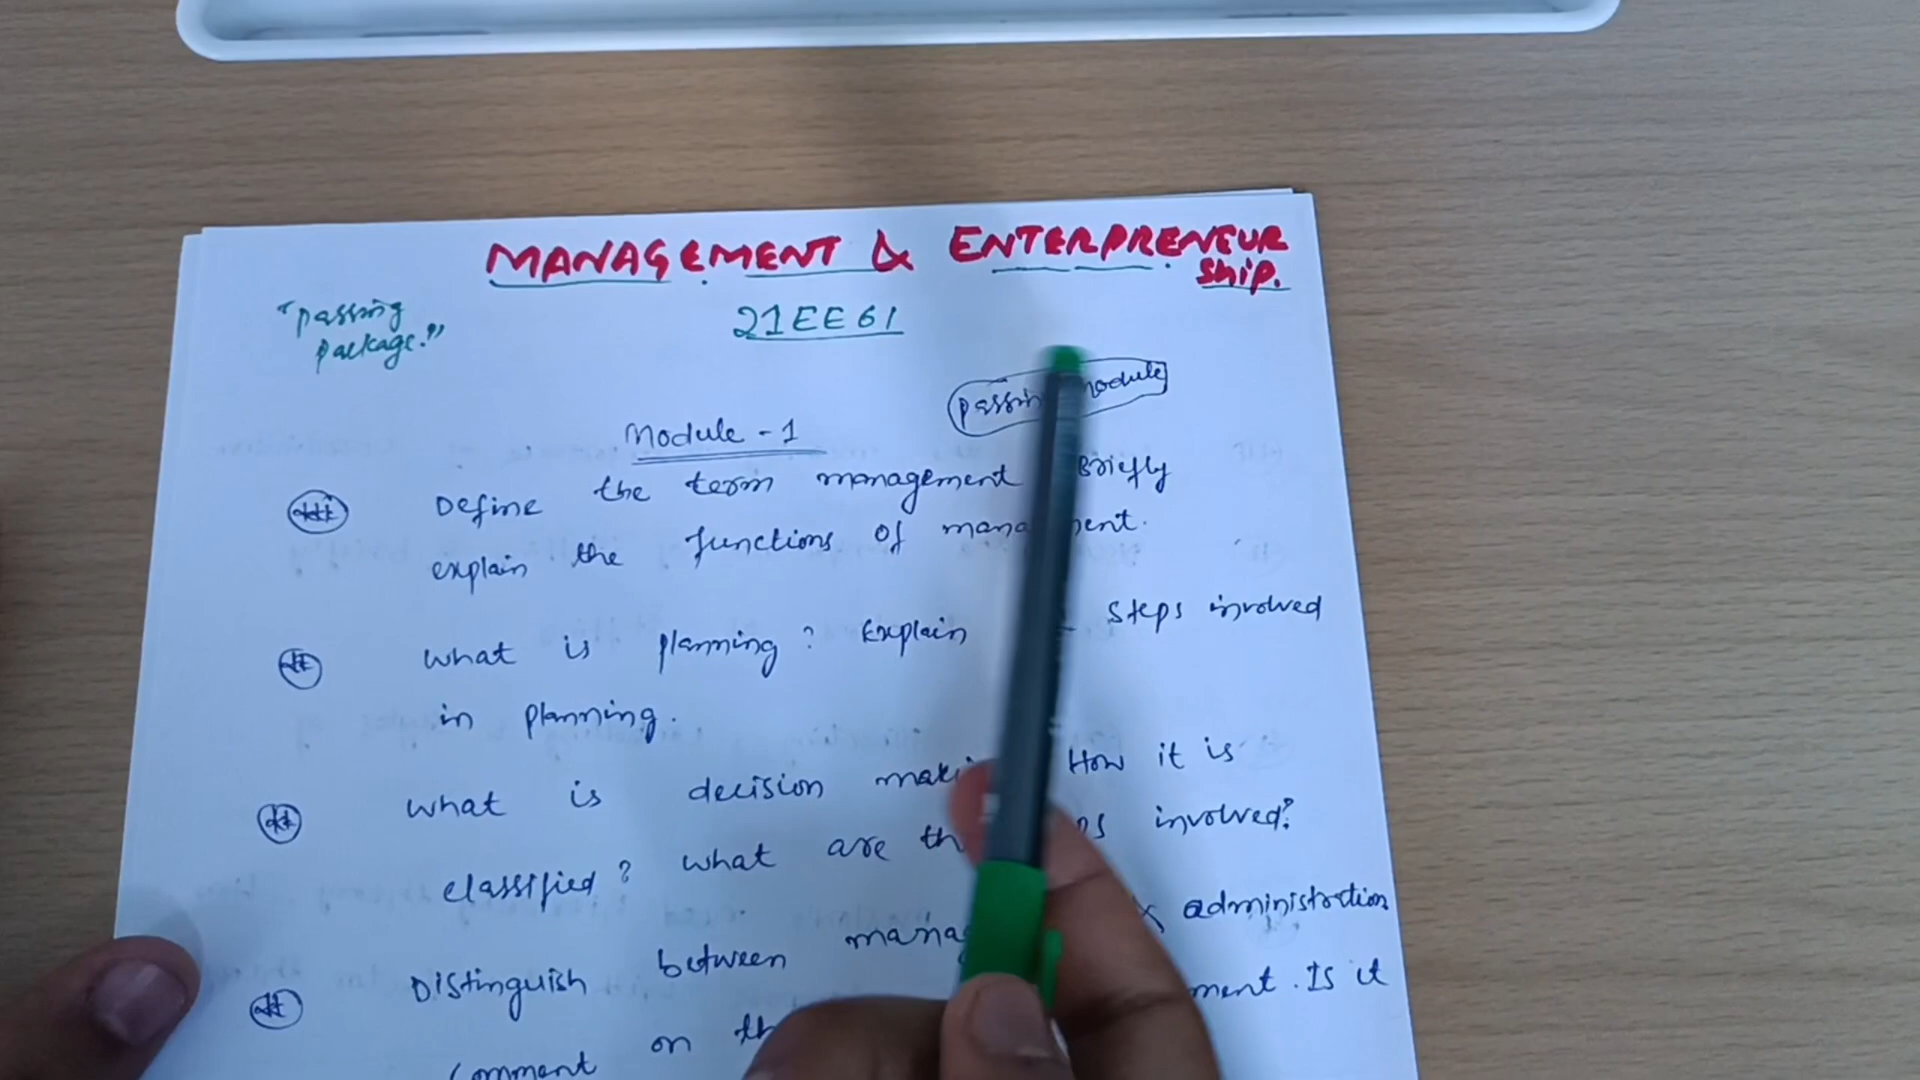 MANAGEMENT & ENTERPRENEUR
ship.
"passing
package."
21EE61
module
Module - 1
Define the term management Briefly
explain the functions of
What is planning? Explain steps involved
in planning.
What is decision How it is
classified? what are involved?
Distinguish between & administration
comment on Is it